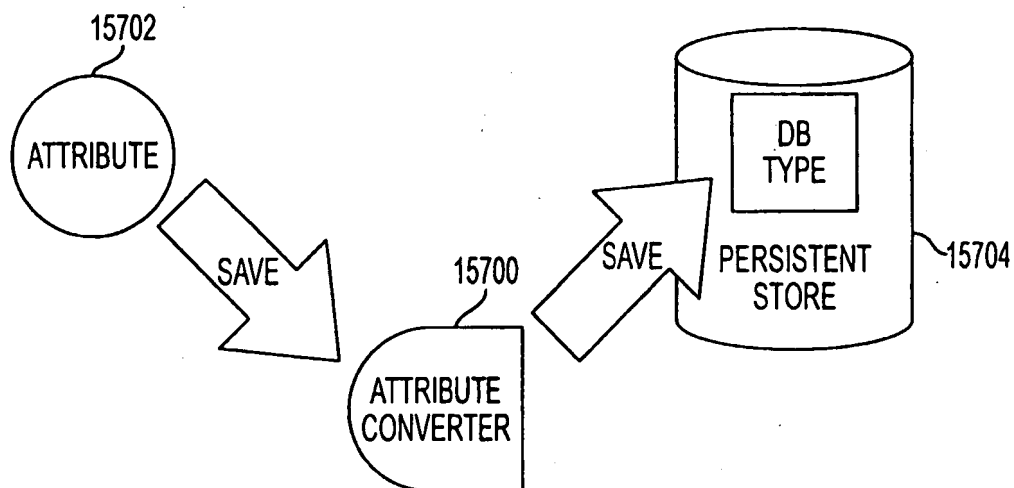 15702
ATTRIBUTE
SAVE
15700
ATTRIBUTE
CONVERTER
SAVE
DB
TYPE
PERSISTENT
STORE
15704